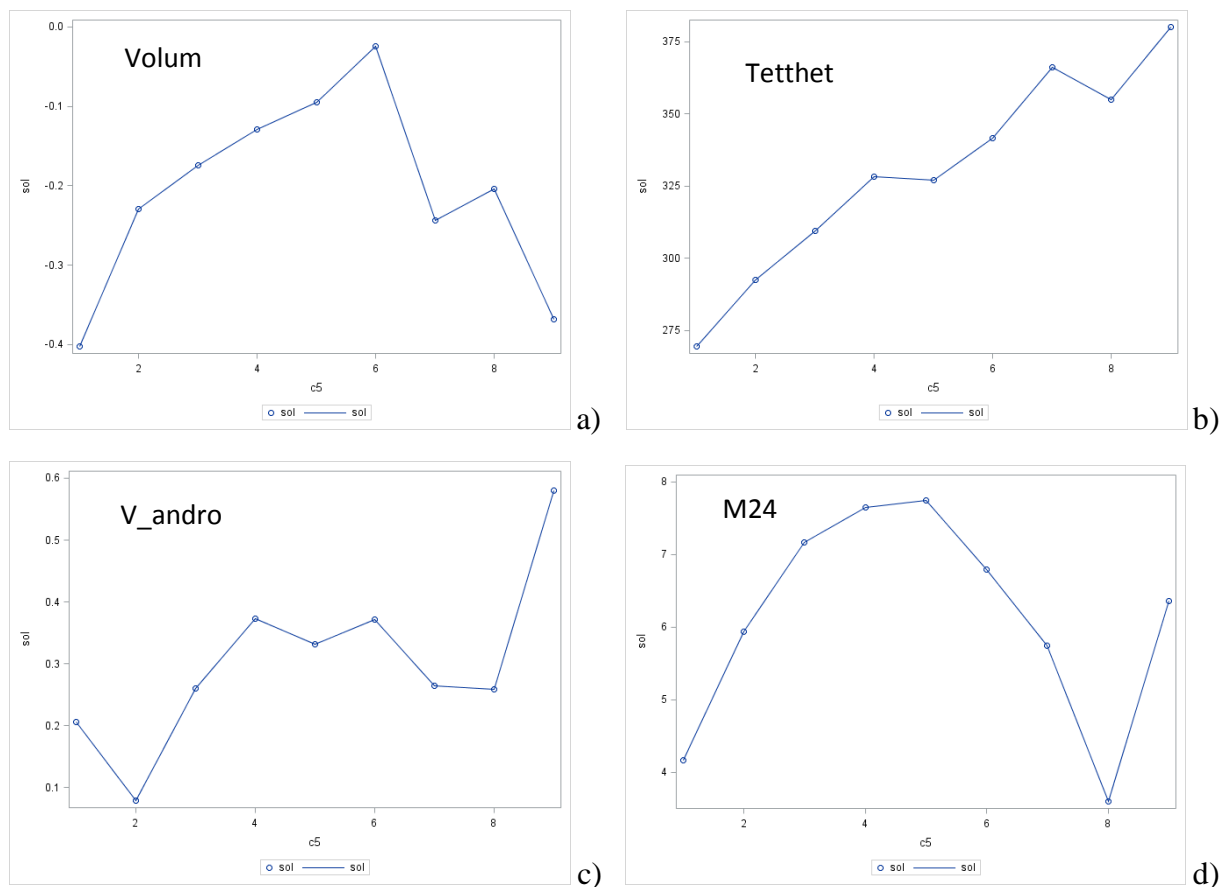 Volum
0.0
-0.1
-0.2
-0.3
-0.4
sol
2 4 6 8
c5
sol sol
a)
Tetthet
375
350
325
300
275
sol
2 4 6 8
c5
sol sol
b)
V_andro
0.6
0.5
0.4
0.3
0.2
0.1
sol
2 4 6 8
c5
sol sol
c)
M24
8
7
6
5
4
sol
2 4 6 8
c5
sol sol
d)